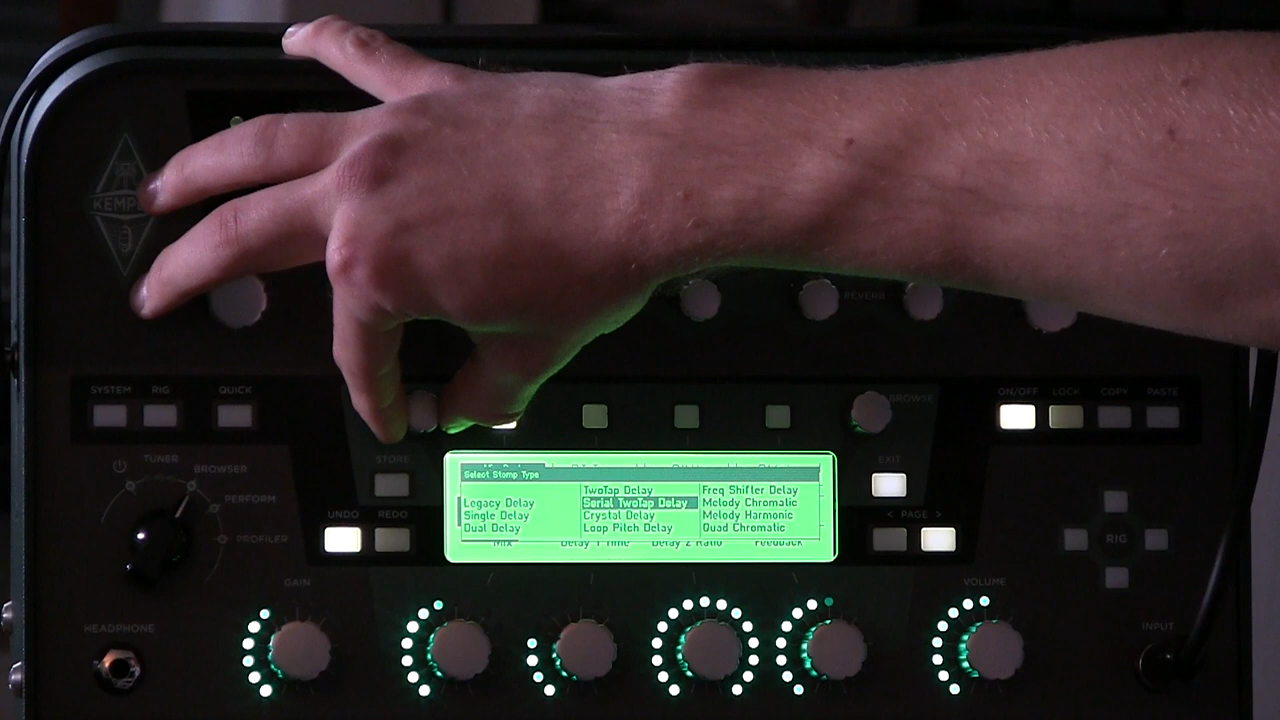 REVERB
SYSTEM RIG QUICK
BROWSE
ON/OFF LOCK COPY PASTE
TUNER
BROWSER
PERFORM
PROFILER
STORE
EXIT
UNDO REDO
< PAGE >
RIG
Select Stomp Type
TwoTap Delay Freq Shifter Delay
Legacy Delay Serial TwoTap Delay Melody Chromatic
Single Delay Crystal Delay Melody Harmonic
Dual Delay Loop Pitch Delay Quad Chromatic
Mix Delay 1 Time Delay 2 Ratio Feedback
GAIN VOLUME
HEADPHONE
INPUT